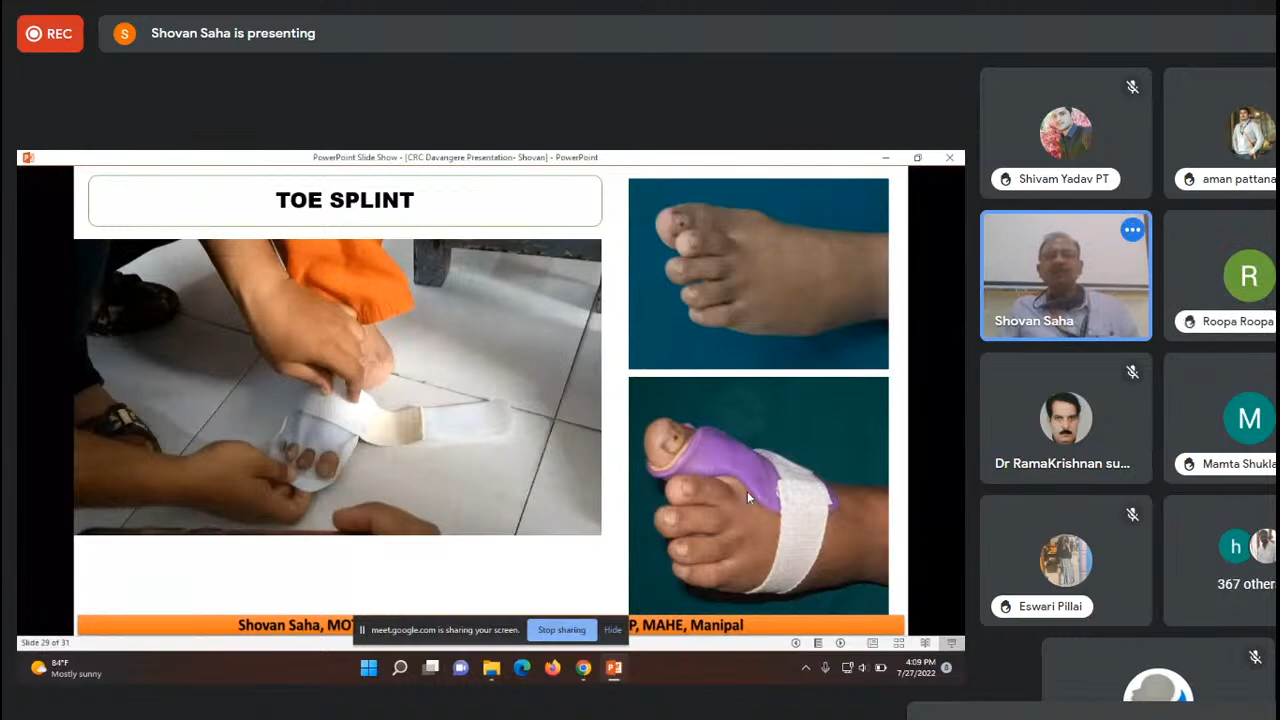 REC
S
Shovan Saha is presenting
PowerPoint Slide Show - [CRC Davangere Presentation- Shovan] - PowerPoint
TOE SPLINT
Shovan Saha, MOT
P, MAHE, Manipal
meet.google.com is sharing your screen.
Stop sharing
Hide
Slide 29 of 31
84°F
Mostly sunny
4:09 PM
7/27/2022
Shivam Yadav PT
aman pattana
Shovan Saha
R
Roopa Roopa
Dr RamaKrishnan su...
M
Mamta Shukla
Eswari Pillai
h
367 other